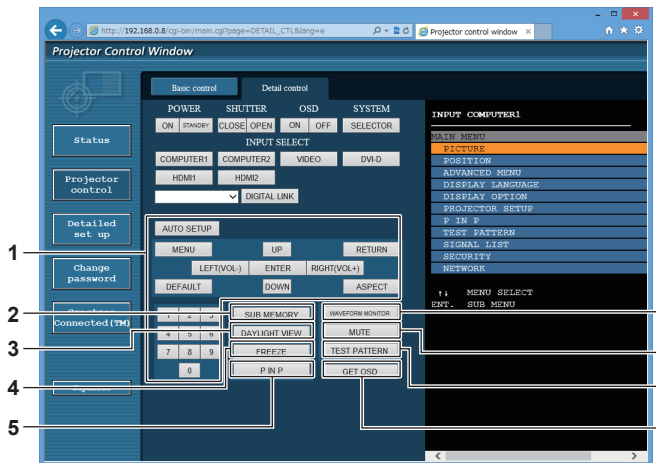 http://192.168.0.8/cgi-bin/main.cgi?page=DETAIL_CTL&lang=e
Projector control window
Projector Control Window
Basic control
Detail control
POWER
SHUTTER
OSD
SYSTEM
ON
STANDBY
CLOSE
OPEN
ON
OFF
SELECTOR
INPUT SELECT
COMPUTER1
COMPUTER2
VIDEO
DVI-D
HDMI1
HDMI2
DIGITAL LINK
Status
Projector
control
Detailed
set up
Change
password
Connected(TM)
AUTO SETUP
MENU
UP
RETURN
LEFT(VOL-)
ENTER
RIGHT(VOL+)
DEFAULT
DOWN
ASPECT
1 2 3
4 5 6
7 8 9
0
SUB MEMORY
WAVEFORM MONITOR
DAYLIGHT VIEW
MUTE
FREEZE
TEST PATTERN
P IN P
GET OSD
INPUT COMPUTER1
MAIN MENU
PICTURE
POSITION
ADVANCED MENU
DISPLAY LANGUAGE
DISPLAY OPTION
PROJECTOR SETUP
P IN P
TEST PATTERN
SIGNAL LIST
SECURITY
NETWORK
↑↓ MENU SELECT
ENT. SUB MENU
1
2
3
4
5